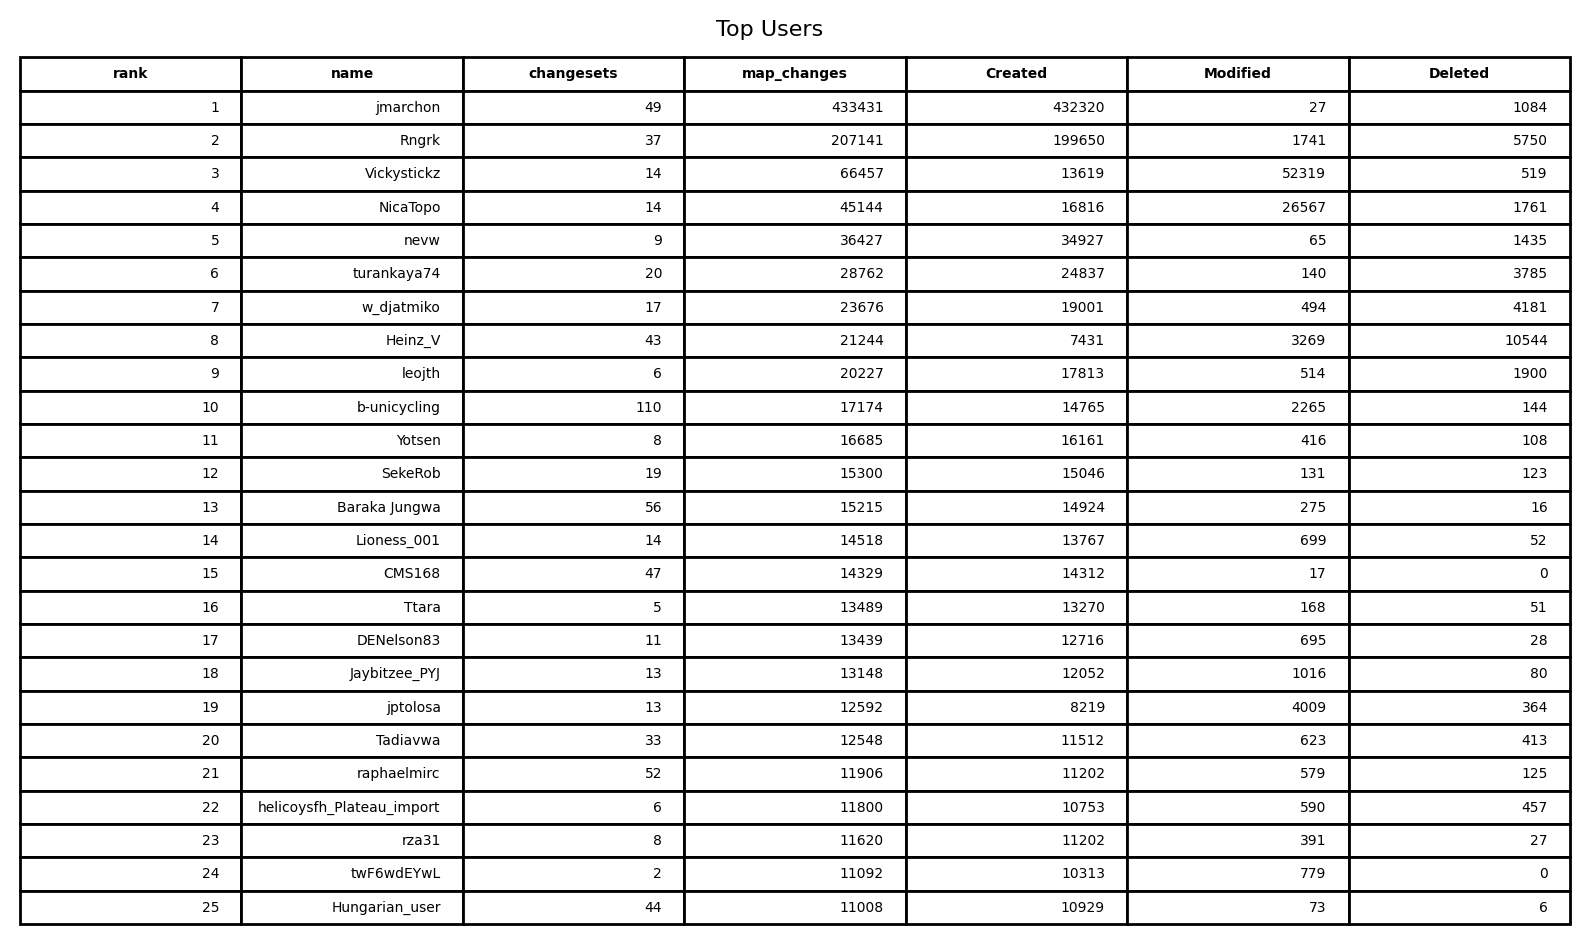 Top Users
rank name changesets map_changes Created Modified Deleted
1 jmarchon 49 433431 432320 27 1084
2 Rngrk 37 207141 199650 1741 5750
3 Vickystickz 14 66457 13619 52319 519
4 NicaTopo 14 45144 16816 26567 1761
5 nevw 9 36427 34927 65 1435
6 turankaya74 20 28762 24837 140 3785
7 w_djatmiko 17 23676 19001 494 4181
8 Heinz_V 43 21244 7431 3269 10544
9 leojth 6 20227 17813 514 1900
10 b-unicycling 110 17174 14765 2265 144
11 Yotsen 8 16685 16161 416 108
12 SekeRob 19 15300 15046 131 123
13 Baraka Jungwa 56 15215 14924 275 16
14 Lioness_001 14 14518 13767 699 52
15 CMS168 47 14329 14312 17 0
16 Ttara 5 13489 13270 168 51
17 DENelson83 11 13439 12716 695 28
18 Jaybitzee_PYJ 13 13148 12052 1016 80
19 jptolosa 13 12592 8219 4009 364
20 Tadiavwa 33 12548 11512 623 413
21 raphaelmirc 52 11906 11202 579 125
22 helicoysfh_Plateau_import 6 11800 10753 590 457
23 rza31 8 11620 11202 391 27
24 twF6wdEYwL 2 11092 10313 779 0
25 Hungarian_user 44 11008 10929 73 6